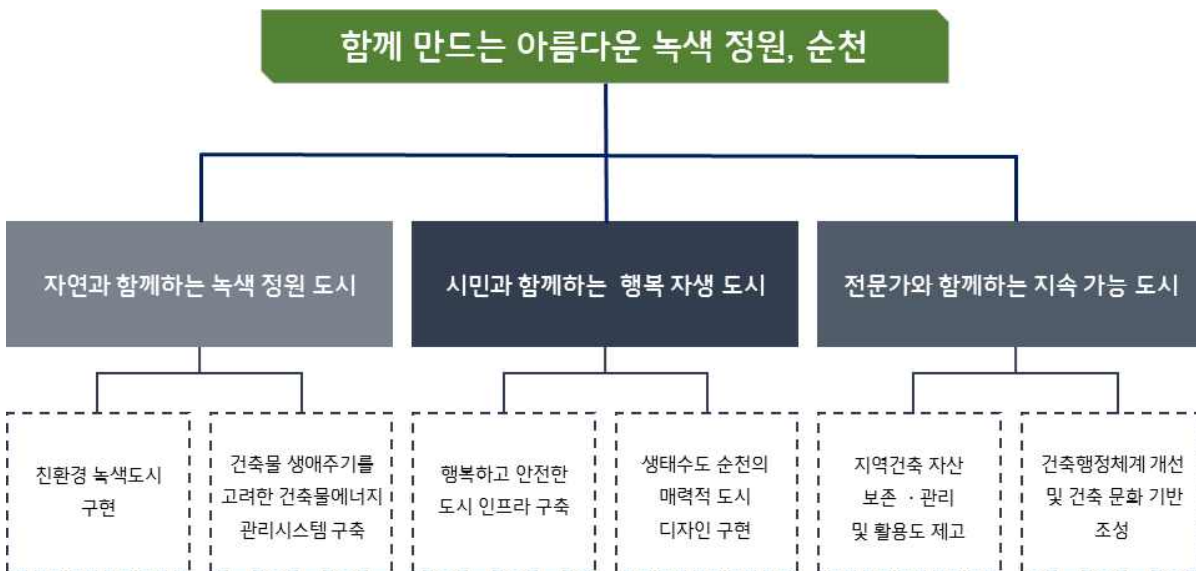 함께 만드는 아름다운 녹색 정원, 순천
자연과 함께하는 녹색 정원 도시
시민과 함께하는 행복 자생 도시
전문가와 함께하는 지속 가능 도시
친환경 녹색도시
구현
건축물 생애주기를
고려한 건축물에너지
관리시스템 구축
행복하고 안전한
도시 인프라 구축
생태수도 순천의
매력적 도시
디자인 구현
지역건축 자산
보존 · 관리
및 활용도 제고
건축행정체계 개선
및 건축 문화 기반
조성